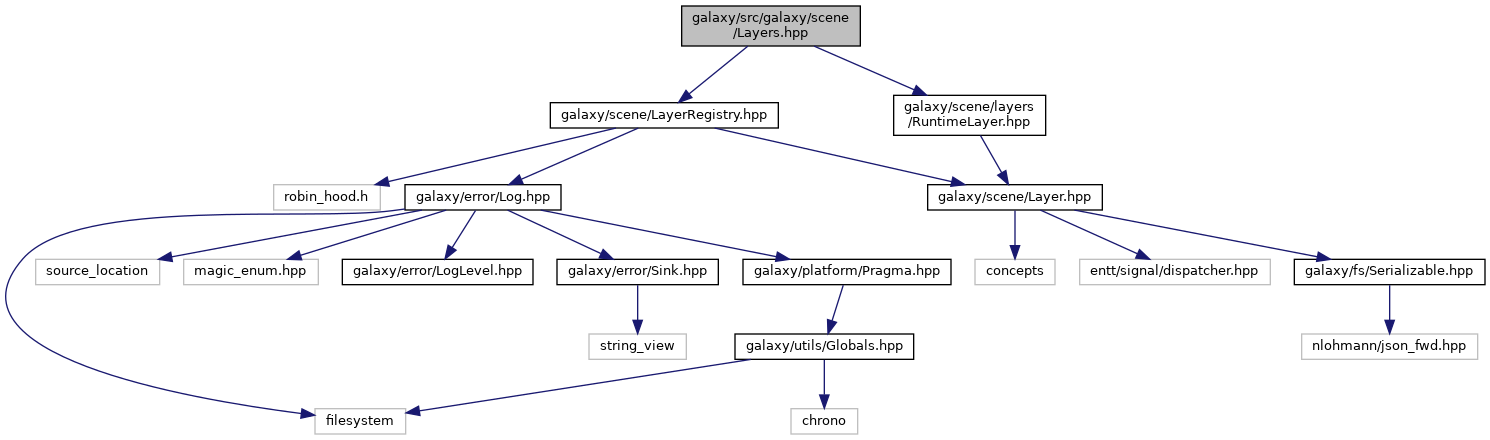 galaxy/src/galaxy/scene
/Layers.hpp
galaxy/scene/LayerRegistry.hpp
galaxy/scene/layers
/RuntimeLayer.hpp
robin_hood.h
galaxy/error/Log.hpp
galaxy/scene/Layer.hpp
source_location
magic_enum.hpp
galaxy/error/LogLevel.hpp
galaxy/error/Sink.hpp
galaxy/platform/Pragma.hpp
concepts
entt/signal/dispatcher.hpp
galaxy/fs/Serializable.hpp
string_view
galaxy/utils/Globals.hpp
nlohmann/json_fwd.hpp
filesystem
chrono